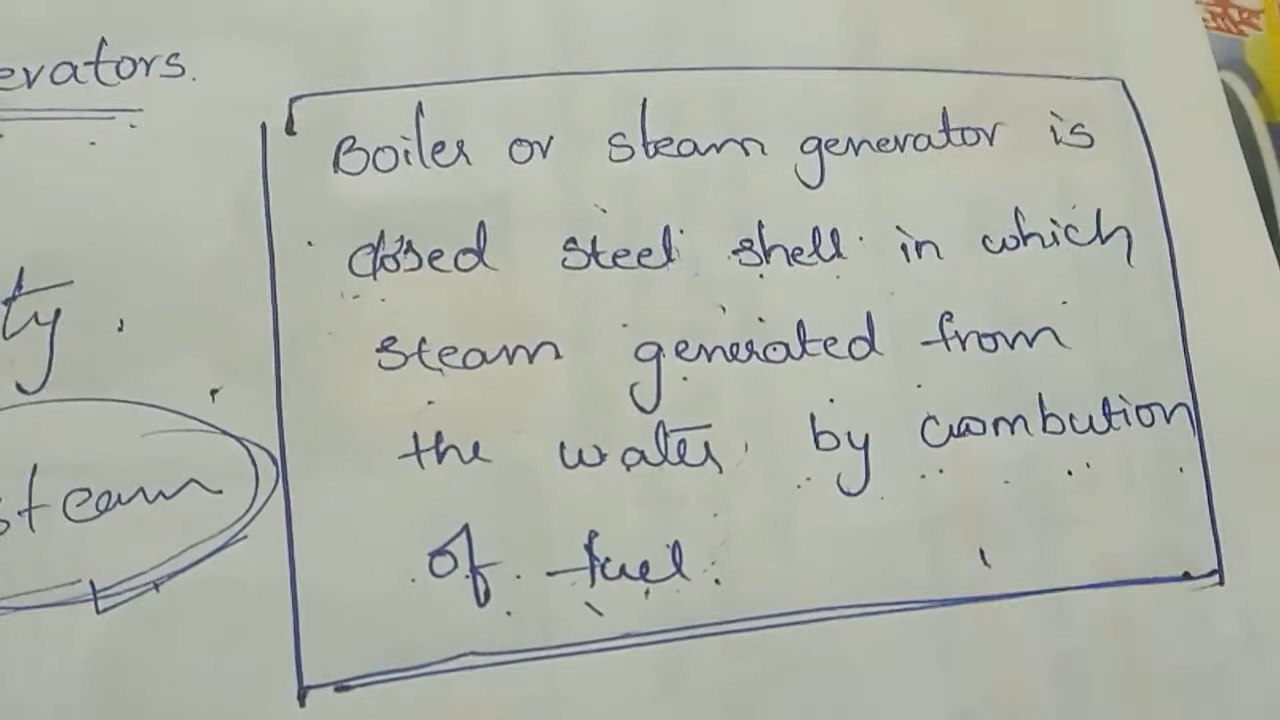 erators.
Boiler or steam generator is
closed steel shell in which
steam generated from
the water by combution
of fuel.
ty.
steam